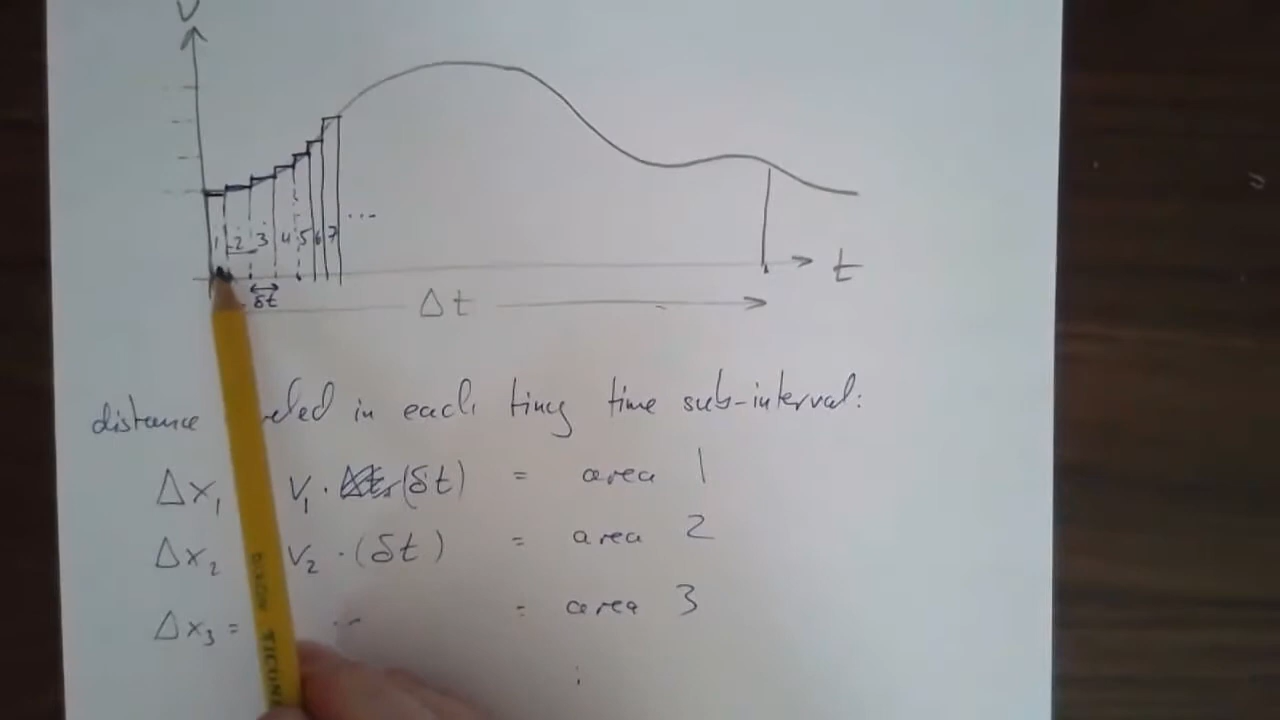 V
1 2 3 4 5 6 7 ...
δt
t
Δt
distance in each tiny time sub-interval:
Δx₁ V₁ · (δt) = area 1
Δx₂ V₂ · (δt) = area 2
Δx₃ = ... = area 3
⋮
TICON